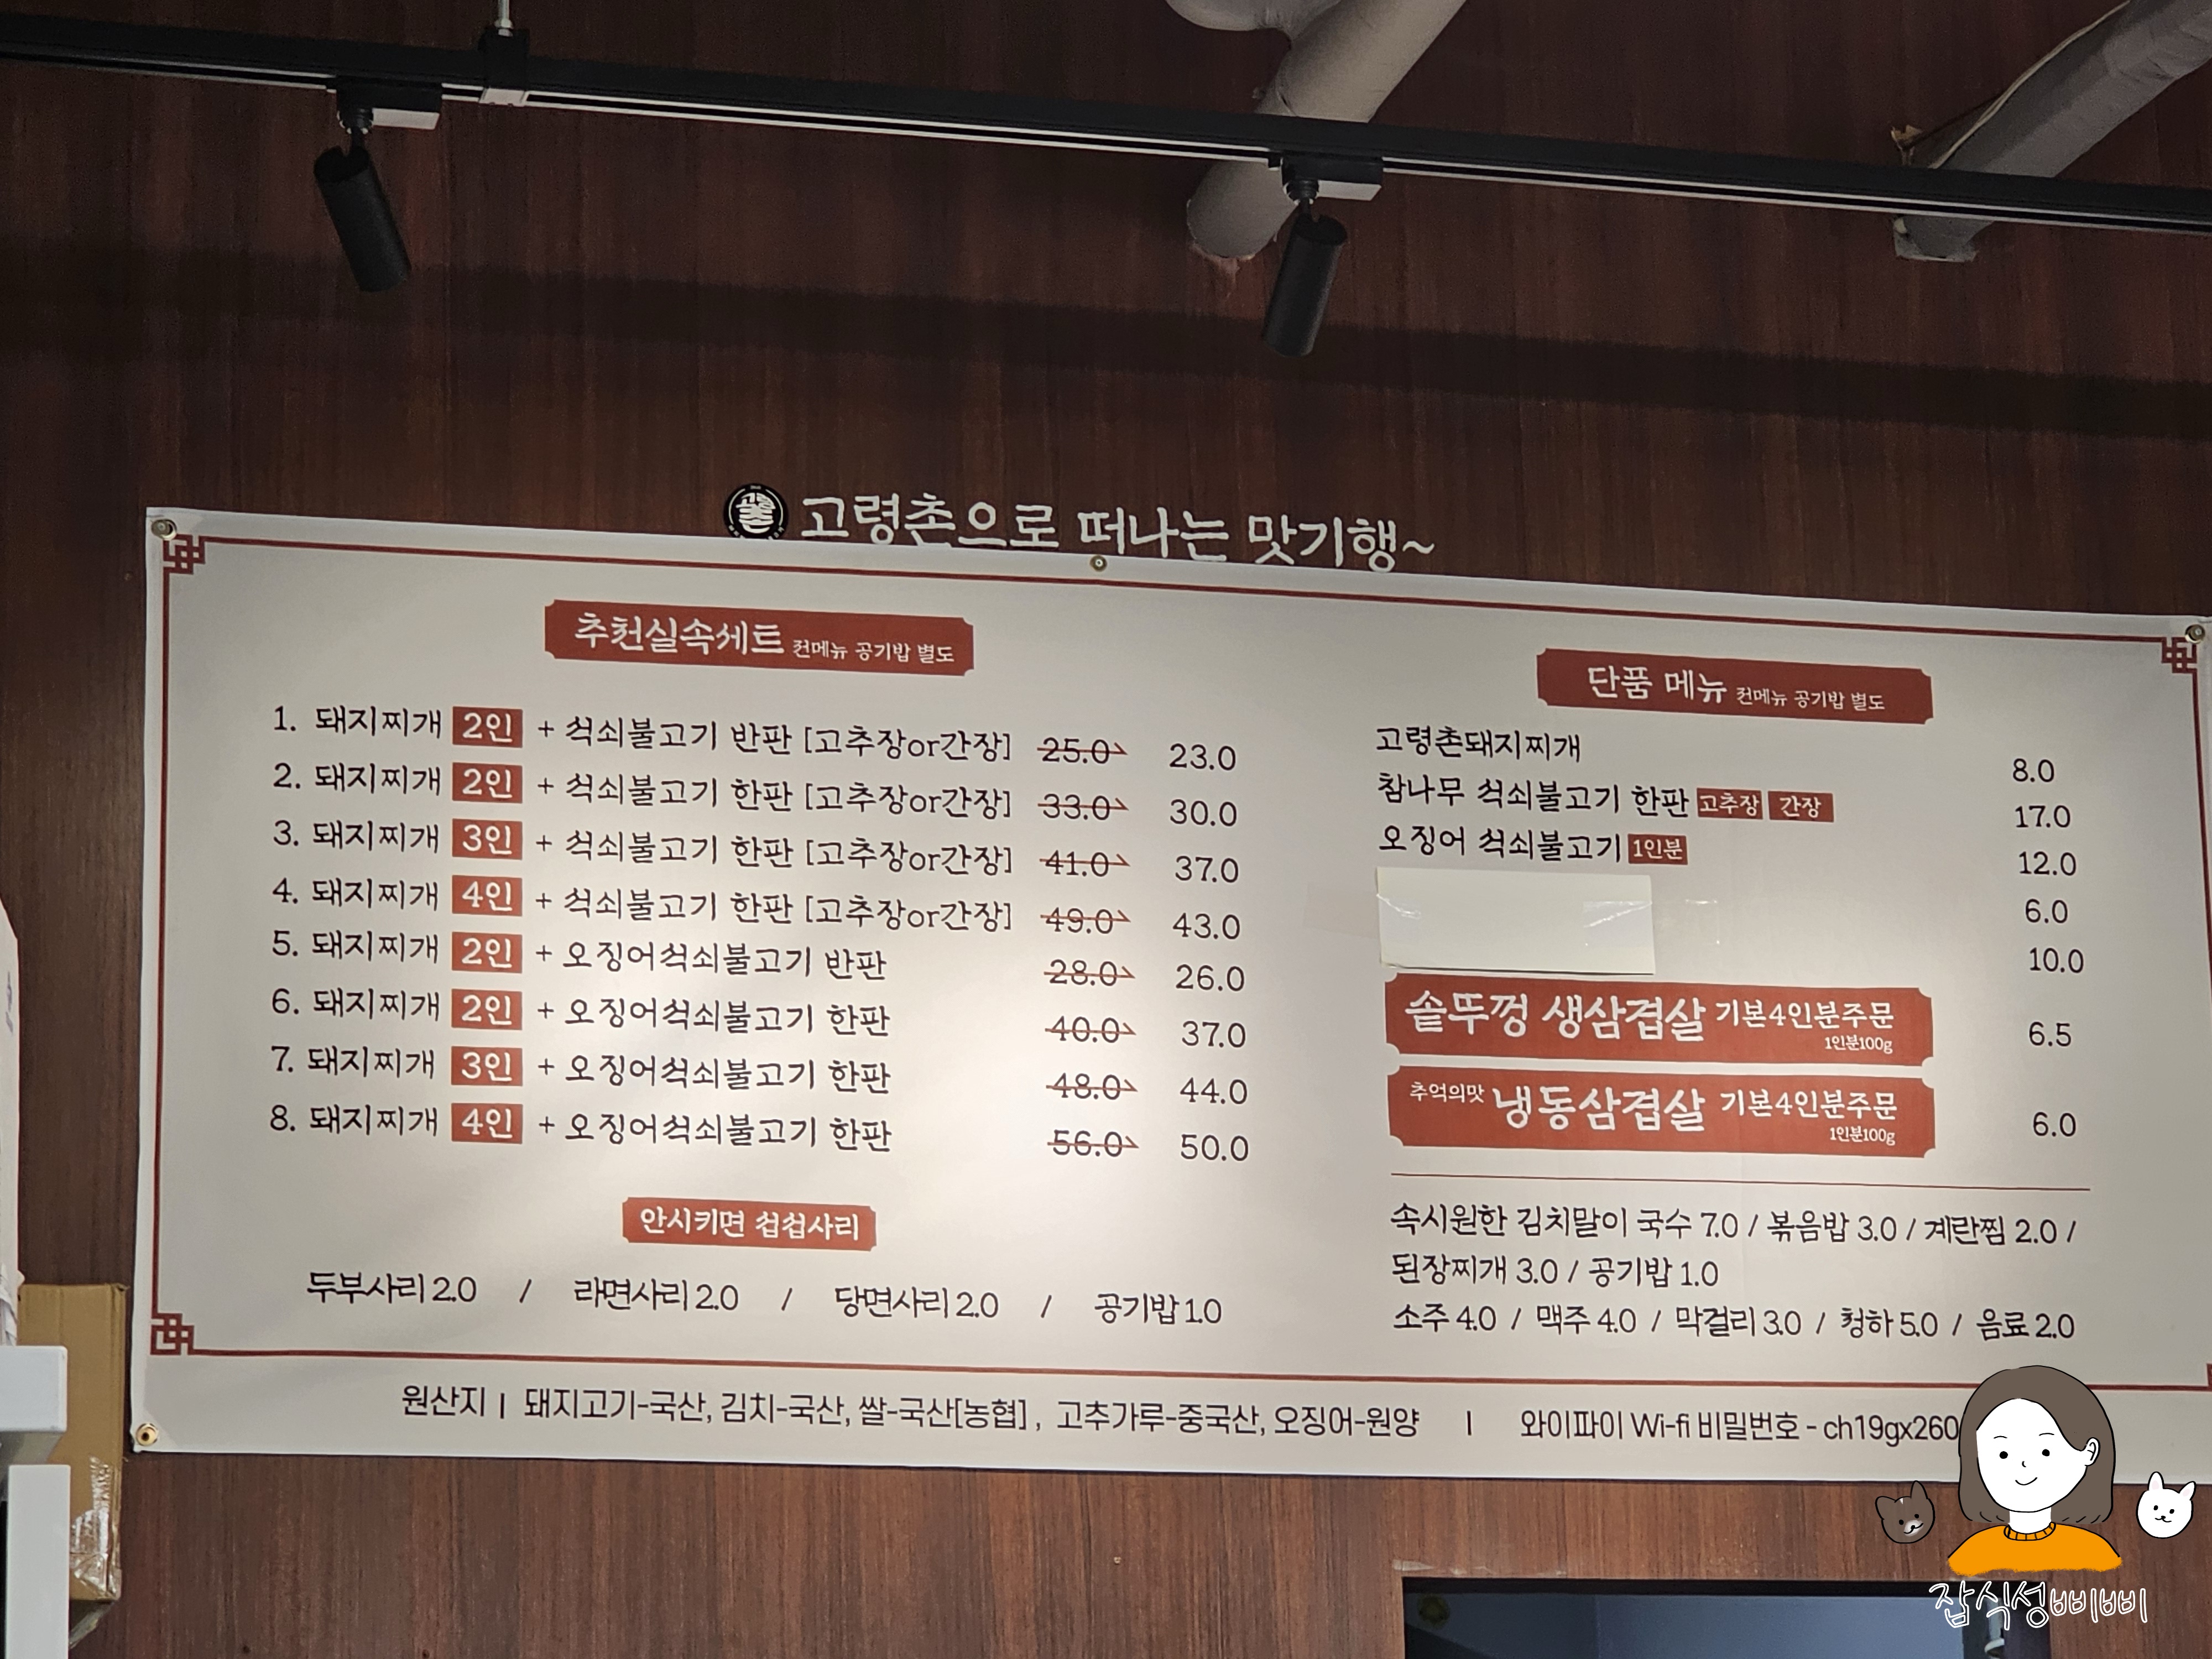 고령촌으로 떠나는 맛기행~
추천실속세트 전메뉴 공기밥 별도
1. 돼지찌개 2인 + 석쇠불고기 반판 [고추장or간장] 25.0 23.0
2. 돼지찌개 2인 + 석쇠불고기 한판 [고추장or간장] 33.0 30.0
3. 돼지찌개 3인 + 석쇠불고기 한판 [고추장or간장] 41.0 37.0
4. 돼지찌개 4인 + 석쇠불고기 한판 [고추장or간장] 49.0 43.0
5. 돼지찌개 2인 + 오징어석쇠불고기 반판 28.0 26.0
6. 돼지찌개 2인 + 오징어석쇠불고기 한판 40.0 37.0
7. 돼지찌개 3인 + 오징어석쇠불고기 한판 48.0 44.0
8. 돼지찌개 4인 + 오징어석쇠불고기 한판 56.0 50.0
안시키면 섭섭사리
두부사리 2.0 / 라면사리 2.0 / 당면사리 2.0 / 공기밥 1.0
단품 메뉴 전메뉴 공기밥 별도
고령촌돼지찌개 8.0
참나무 석쇠불고기 한판 고추장 간장 17.0
오징어 석쇠불고기 1인분 12.0
6.0
10.0
솥뚜껑 생삼겹살 기본4인분주문 6.5
1인분100g
추억의맛 냉동삼겹살 기본4인분주문 6.0
1인분100g
속시원한 김치말이 국수 7.0 / 볶음밥 3.0 / 계란찜 2.0 /
된장찌개 3.0 / 공기밥 1.0
소주 4.0 / 맥주 4.0 / 막걸리 3.0 / 청하 5.0 / 음료 2.0
원산지 | 돼지고기-국산, 김치-국산, 쌀-국산[농협], 고추가루-중국산, 오징어-원양 | 와이파이 Wi-fi 비밀번호 - ch19gx260
잡식성삐삐